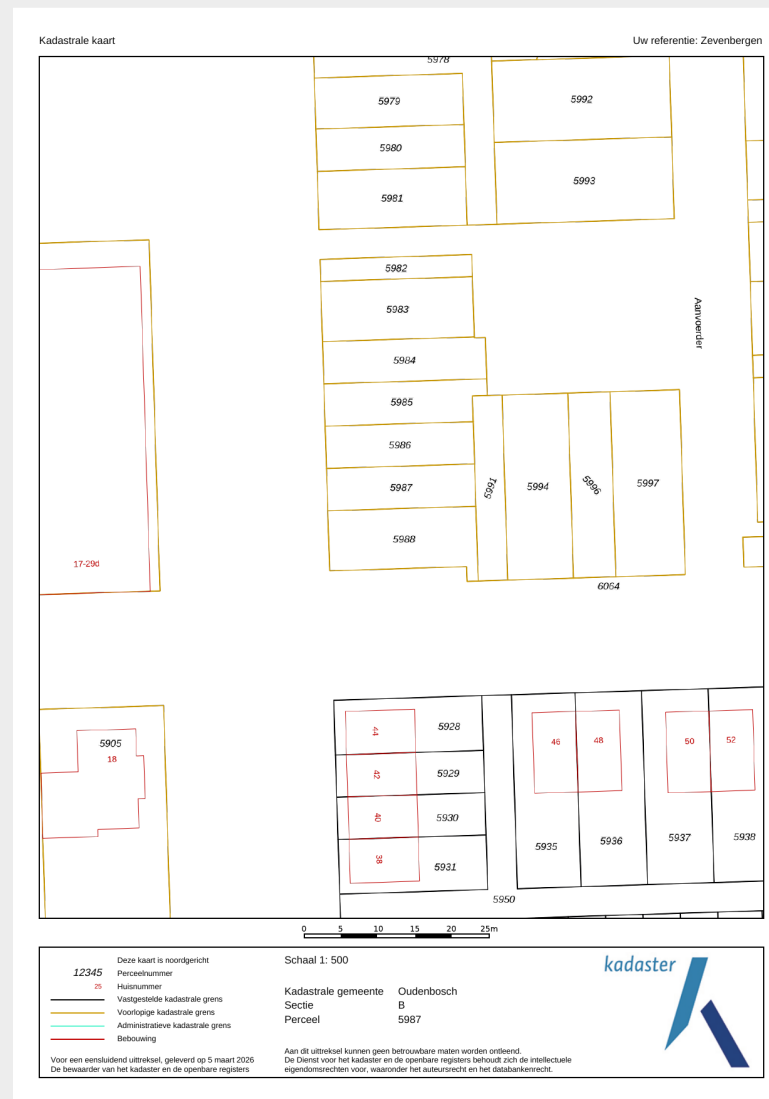 Kadastrale kaart
Uw referentie: Zevenbergen
5978
5979
5992
5980
5993
5981
5982
5983
Aanvoerder
5984
5985
5986
5987
5991
5994
5996
5997
5988
17-29d
6064
5905
18
44
5928
42
5929
40
5930
38
5931
46
48
50
52
5935
5936
5937
5938
5950
0 5 10 15 20 25m
Deze kaart is noordgericht
12345 Perceelnummer
25 Huisnummer
Vastgestelde kadastrale grens
Voorlopige kadastrale grens
Administratieve kadastrale grens
Bebouwing
Voor een eensluidend uittreksel, geleverd op 5 maart 2026
De bewaarder van het kadaster en de openbare registers
Schaal 1: 500
Kadastrale gemeente Oudenbosch
Sectie B
Perceel 5987
Aan dit uittreksel kunnen geen betrouwbare maten worden ontleend.
De Dienst voor het kadaster en de openbare registers behoudt zich de intellectuele
eigendomsrechten voor, waaronder het auteursrecht en het databankenrecht.
kadaster